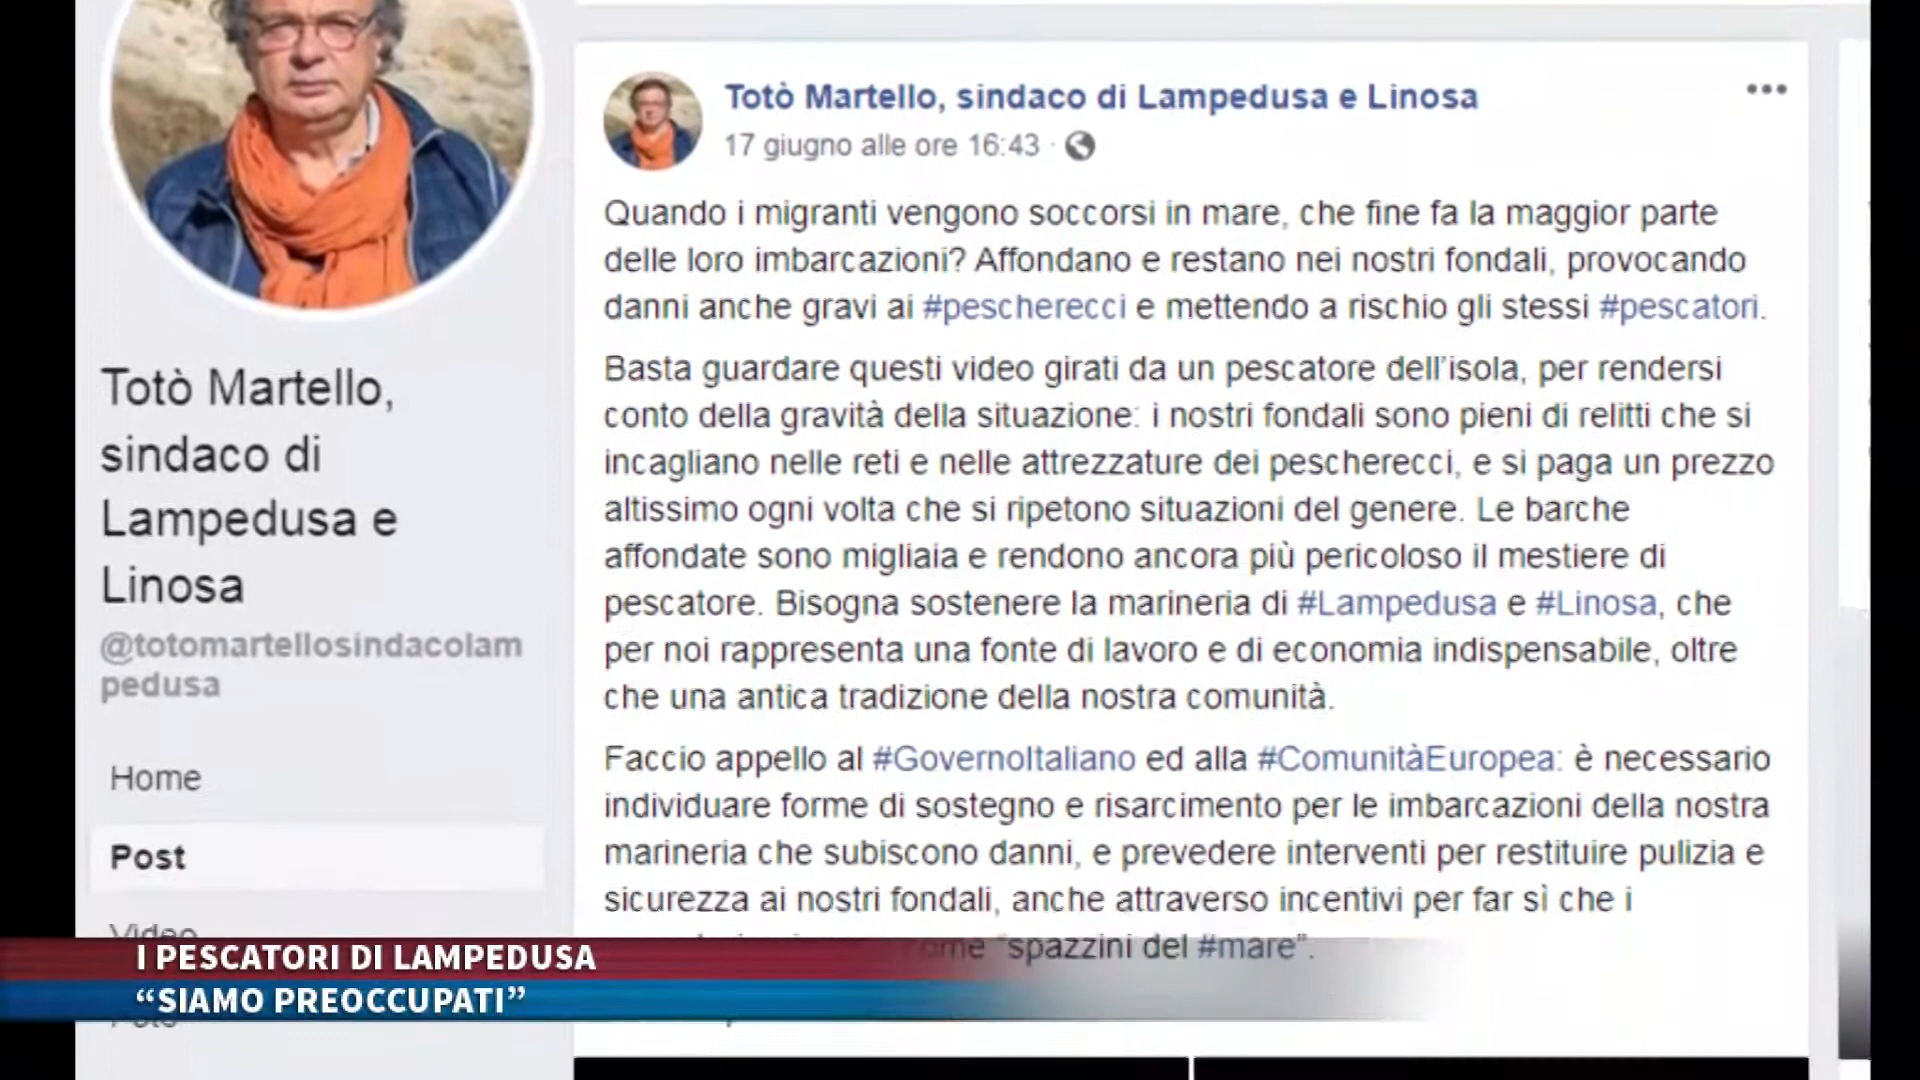 Totò Martello, sindaco di Lampedusa e Linosa
17 giugno alle ore 16:43
Quando i migranti vengono soccorsi in mare, che fine fa la maggior parte
delle loro imbarcazioni? Affondano e restano nei nostri fondali, provocando
danni anche gravi ai #pescherecci e mettendo a rischio gli stessi #pescatori.
Basta guardare questi video girati da un pescatore dell'isola, per rendersi
conto della gravità della situazione: i nostri fondali sono pieni di relitti che si
incagliano nelle reti e nelle attrezzature dei pescherecci, e si paga un prezzo
altissimo ogni volta che si ripetono situazioni del genere. Le barche
affondate sono migliaia e rendono ancora più pericoloso il mestiere di
pescatore. Bisogna sostenere la marineria di #Lampedusa e #Linosa, che
per noi rappresenta una fonte di lavoro e di economia indispensabile, oltre
che una antica tradizione della nostra comunità.
Faccio appello al #GovernoItaliano ed alla #ComunitàEuropea: è necessario
individuare forme di sostegno e risarcimento per le imbarcazioni della nostra
marineria che subiscono danni, e prevedere interventi per restituire pulizia e
sicurezza ai nostri fondali, anche attraverso incentivi per far sì che i
come "spazzini del #mare".
Totò Martello,
sindaco di
Lampedusa e
Linosa
@totomartellosindacolam
pedusa
Home
Post
Video
I PESCATORI DI LAMPEDUSA
“SIAMO PREOCCUPATI”